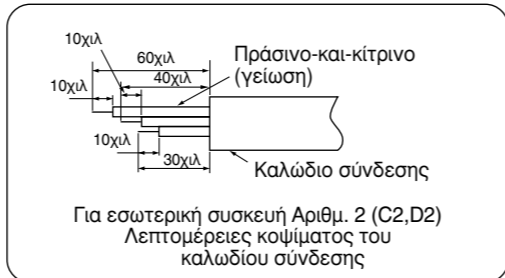 10χιλ
60χιλ
Πράσινο-και-κίτρινο
(γείωση)
40χιλ
10χιλ
10χιλ
30χιλ
Καλώδιο σύνδεσης
Για εσωτερική συσκευή Αριθμ. 2 (C2,D2)
Λεπτομέρειες κοψίματος του
καλωδίου σύνδεσης